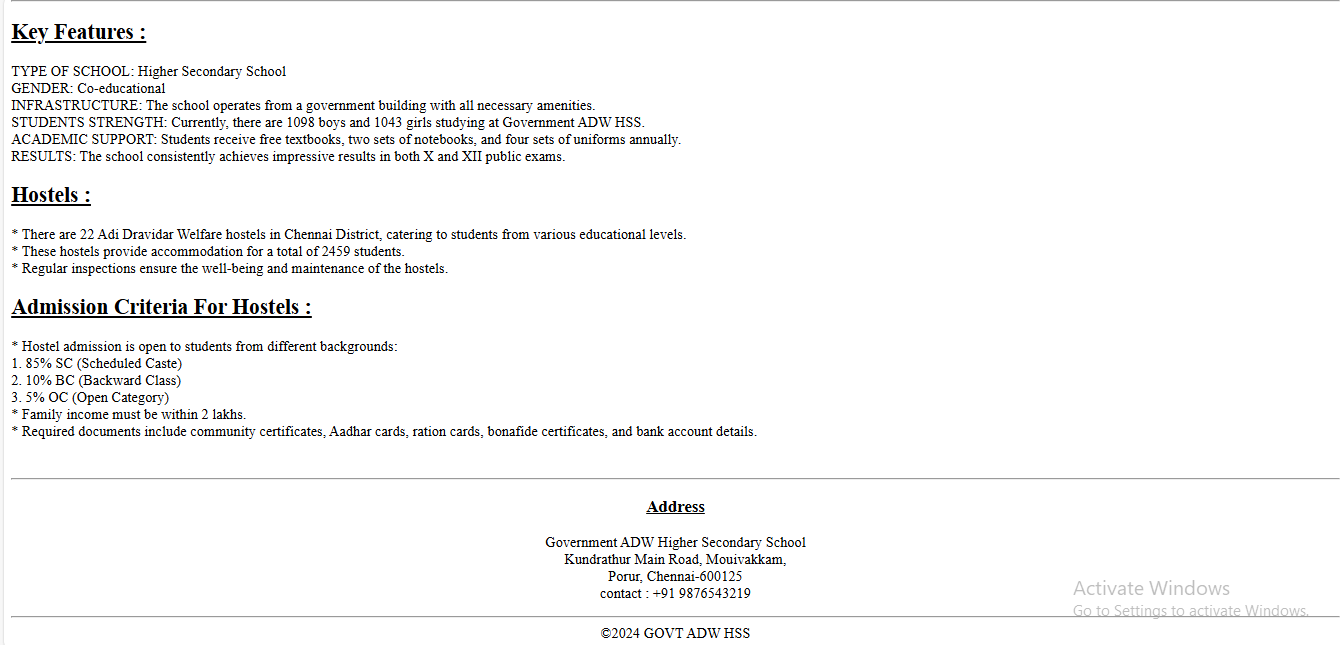 Key Features :
TYPE OF SCHOOL: Higher Secondary School
GENDER: Co-educational
INFRASTRUCTURE: The school operates from a government building with all necessary amenities.
STUDENTS STRENGTH: Currently, there are 1098 boys and 1043 girls studying at Government ADW HSS.
ACADEMIC SUPPORT: Students receive free textbooks, two sets of notebooks, and four sets of uniforms annually.
RESULTS: The school consistently achieves impressive results in both X and XII public exams.
Hostels :
* There are 22 Adi Dravidar Welfare hostels in Chennai District, catering to students from various educational levels.
* These hostels provide accommodation for a total of 2459 students.
* Regular inspections ensure the well-being and maintenance of the hostels.
Admission Criteria For Hostels :
* Hostel admission is open to students from different backgrounds:
1. 85% SC (Scheduled Caste)
2. 10% BC (Backward Class)
3. 5% OC (Open Category)
* Family income must be within 2 lakhs.
* Required documents include community certificates, Aadhar cards, ration cards, bonafide certificates, and bank account details.
Address
Government ADW Higher Secondary School
Kundrathur Main Road, Mouivakkam,
Porur, Chennai-600125
contact : +91 9876543219
Activate Windows
Go to Settings to activate Windows.
©2024 GOVT ADW HSS